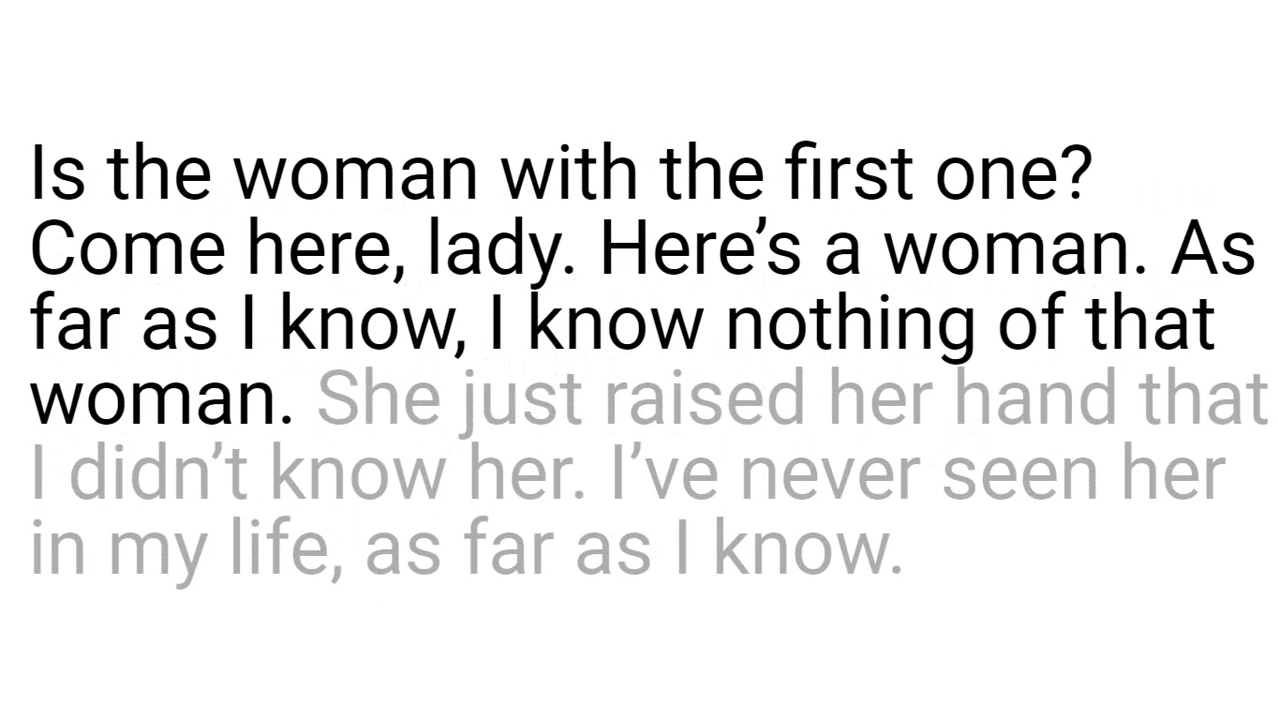 Is the woman with the first one?
Come here, lady. Here’s a woman. As
far as I know, I know nothing of that
woman. She just raised her hand that
I didn’t know her. I’ve never seen her
in my life, as far as I know.